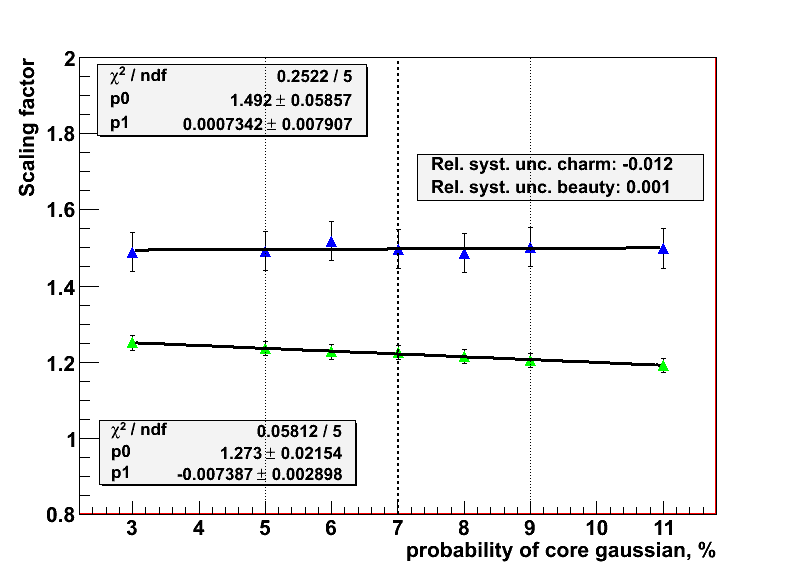 Scaling factor
2
1.8
1.6
1.4
1.2
1
0.8
χ² / ndf 0.2522 / 5
p0 1.492 ± 0.05857
p1 0.0007342 ± 0.007907
Rel. syst. unc. charm: -0.012
Rel. syst. unc. beauty: 0.001
χ² / ndf 0.05812 / 5
p0 1.273 ± 0.02154
p1 -0.007387 ± 0.002898
3 4 5 6 7 8 9 10 11
probability of core gaussian, %